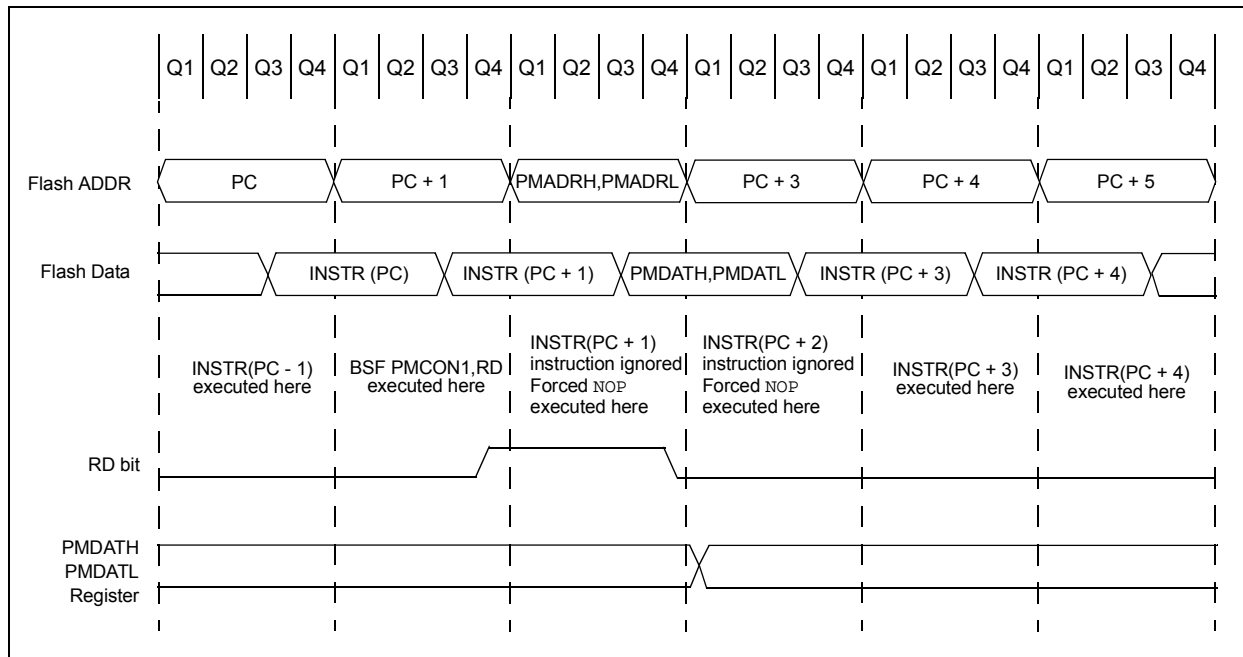 Q1 Q2 Q3 Q4 Q1 Q2 Q3 Q4 Q1 Q2 Q3 Q4 Q1 Q2 Q3 Q4 Q1 Q2 Q3 Q4 Q1 Q2 Q3 Q4
Flash ADDR PC PC + 1 PMADRH,PMADRL PC + 3 PC + 4 PC + 5
Flash Data INSTR (PC) INSTR (PC + 1) PMDATH,PMDATL INSTR (PC + 3) INSTR (PC + 4)
INSTR(PC - 1)
executed here
BSF PMCON1,RD
executed here
INSTR(PC + 1)
instruction ignored
Forced NOP
executed here
INSTR(PC + 2)
instruction ignored
Forced NOP
executed here
INSTR(PC + 3)
executed here
INSTR(PC + 4)
executed here
RD bit
PMDATH
PMDATL
Register